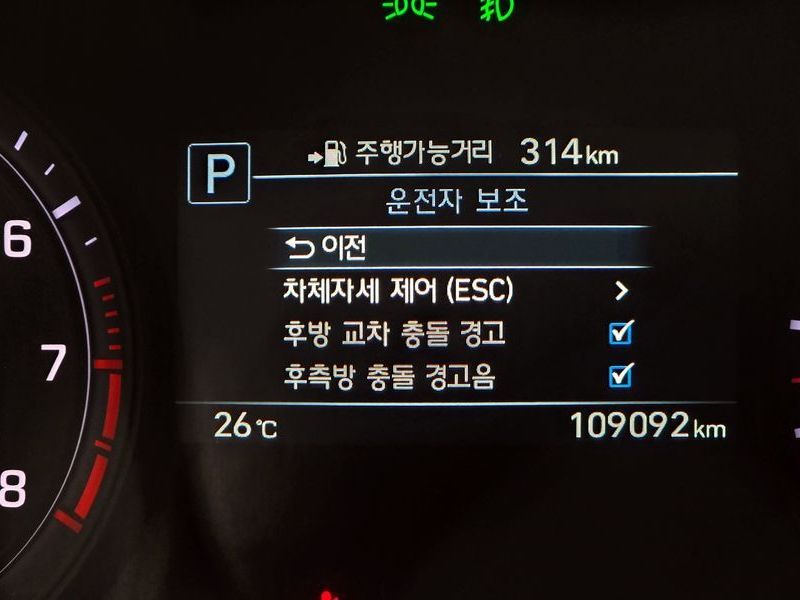 P
주행가능거리 314km
운전자 보조
이전
차체자세 제어 (ESC)
후방 교차 충돌 경고
후측방 충돌 경고음
26℃ 109092km
6
7
8